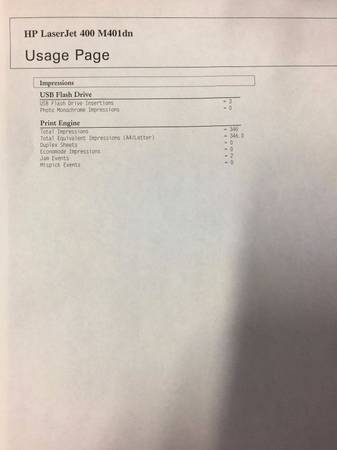 HP LaserJet 400 M401dn
Usage Page
Impressions
USB Flash Drive
USB Flash Drive Insertions = 3
Photo Monochrome Impressions = 0
Print Engine
Total Impressions = 346
Total Equivalent Impressions (A4/Letter) = 346.0
Duplex Sheets = 0
Economode Impressions = 0
Jam Events = 2
Mispick Events = 0